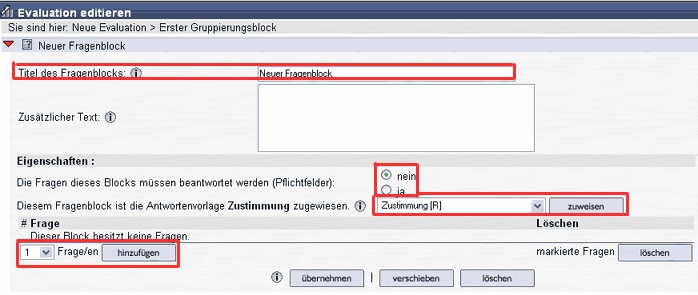 Evaluation editieren
Sie sind hier: Neue Evaluation > Erster Gruppierungsblock
Neuer Fragenblock
Titel des Fragenblocks: Neuer Fragenblock
Zusätzlicher Text:
Eigenschaften :
nein
Die Fragen dieses Blocks müssen beantwortet werden (Pflichtfelder):
ja
Diesem Fragenblock ist die Antwortenvorlage Zustimmung zugewiesen. Zustimmung [R] zuweisen
# Frage Löschen
Dieser Block besitzt keine Fragen.
1 Frage/en hinzufügen markierte Fragen löschen
übernehmen | verschieben löschen